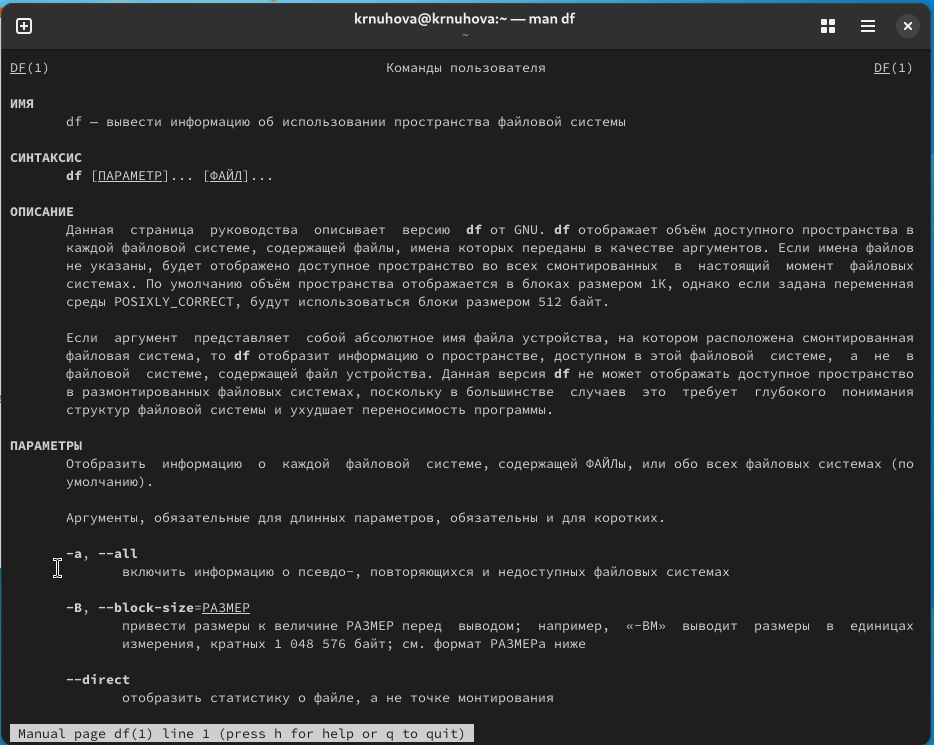 krnuhova@krnuhova:~ — man df
~
DF(1) Команды пользователя DF(1)
ИМЯ
df – вывести информацию об использовании пространства файловой системы
СИНТАКСИС
df [ПАРАМЕТР]... [ФАЙЛ]...
ОПИСАНИЕ
Данная страница руководства описывает версию df от GNU. df отображает объём доступного пространства в
каждой файловой системе, содержащей файлы, имена которых переданы в качестве аргументов. Если имена файлов
не указаны, будет отображено доступное пространство во всех смонтированных в настоящий момент файловых
системах. По умолчанию объём пространства отображается в блоках размером 1K, однако если задана переменная
среды POSIXLY_CORRECT, будут использоваться блоки размером 512 байт.
Если аргумент представляет собой абсолютное имя файла устройства, на котором расположена смонтированная
файловая система, то df отобразит информацию о пространстве, доступном в этой файловой системе, а не в
файловой системе, содержащей файл устройства. Данная версия df не может отображать доступное пространство
в размонтированных файловых системах, поскольку в большинстве случаев это требует глубокого понимания
структур файловой системы и ухудшает переносимость программы.
ПАРАМЕТРЫ
Отобразить информацию о каждой файловой системе, содержащей ФАЙЛы, или обо всех файловых системах (по
умолчанию).
Аргументы, обязательные для длинных параметров, обязательны и для коротких.
-a, --all
включить информацию о псевдо-, повторяющихся и недоступных файловых системах
-B, --block-size=РАЗМЕР
привести размеры к величине РАЗМЕР перед выводом; например, «-BM» выводит размеры в единицах
измерения, кратных 1 048 576 байт; см. формат РАЗМЕРа ниже
--direct
отобразить статистику о файле, а не точке монтирования
Manual page df(1) line 1 (press h for help or q to quit)